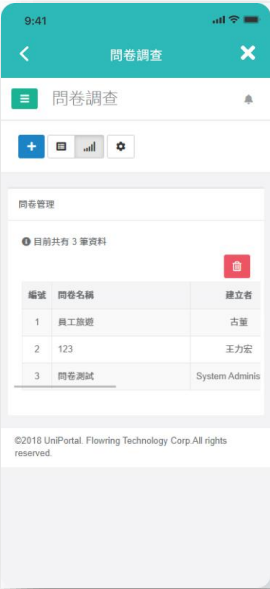 9:41
問卷調查
問卷調查
問卷管理
目前共有 3 筆資料
編號 問卷名稱 建立者
1 員工旅遊 古董
2 123 王力宏
3 問卷測試 System Adminis
©2018 UniPortal. Flowring Technology Corp.All rights
reserved.